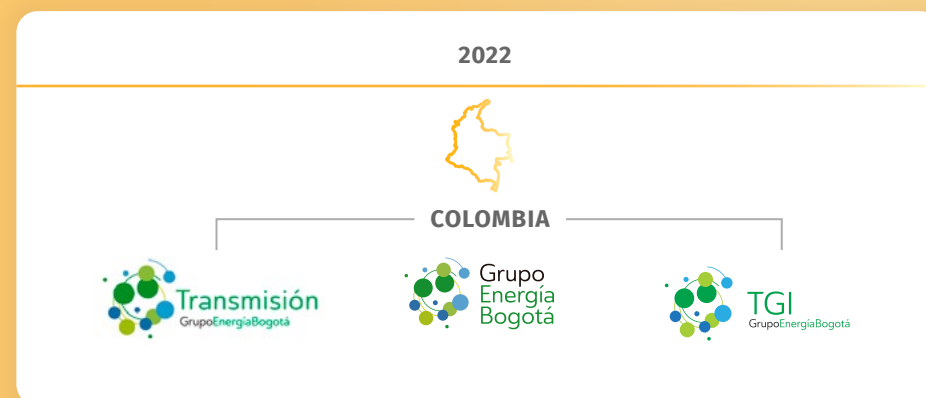 2022
COLOMBIA
Transmisión
GrupoEnergíaBogotá
Grupo
Energía
Bogotá
TGI
GrupoEnergíaBogotá